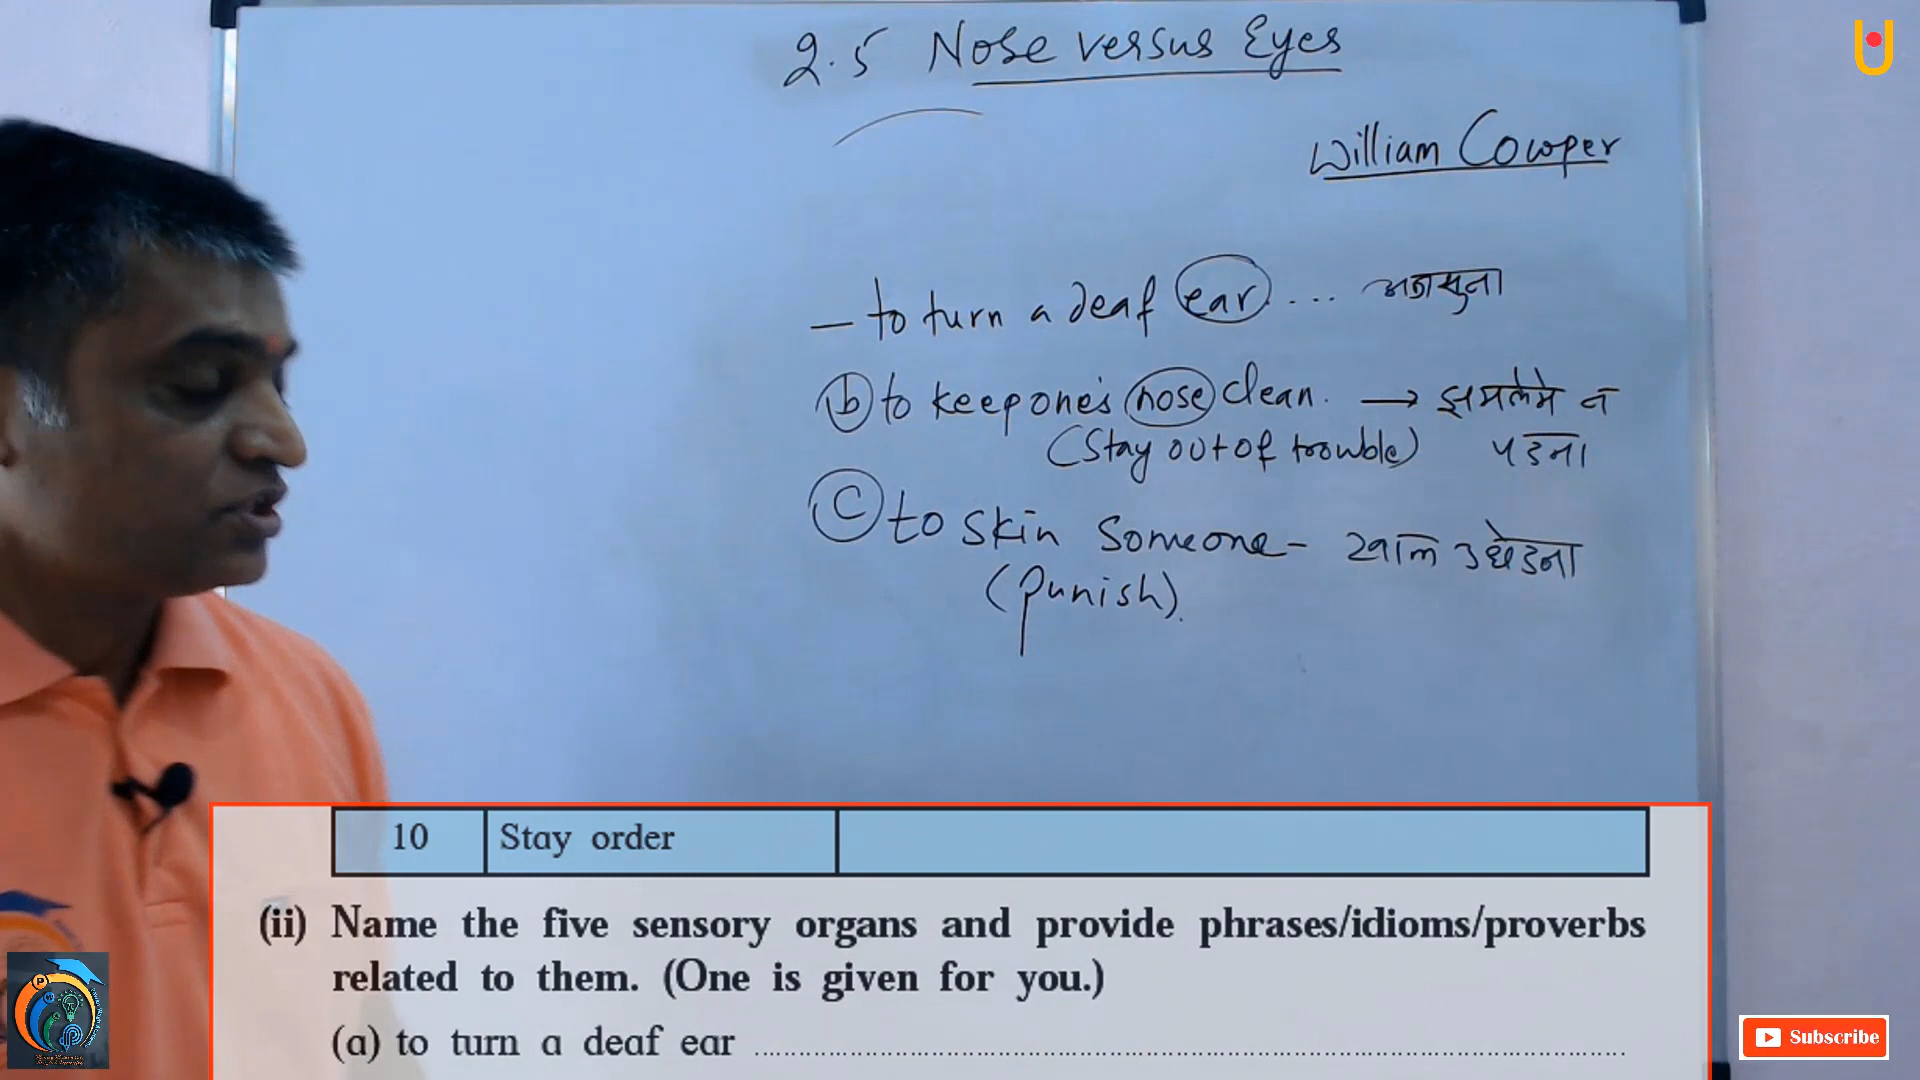 2.5 Nose versus Eyes
William Cowper
– to turn a deaf ear ... अनसुना
(b) to keep one's nose clean. → झमेलेमे न
(Stay out of trouble) पडना
(C) to skin someone – खाल उधेडना
(punish).
10 Stay order
(ii) Name the five sensory organs and provide phrases/idioms/proverbs
related to them. (One is given for you.)
(a) to turn a deaf ear ..........
Subscribe